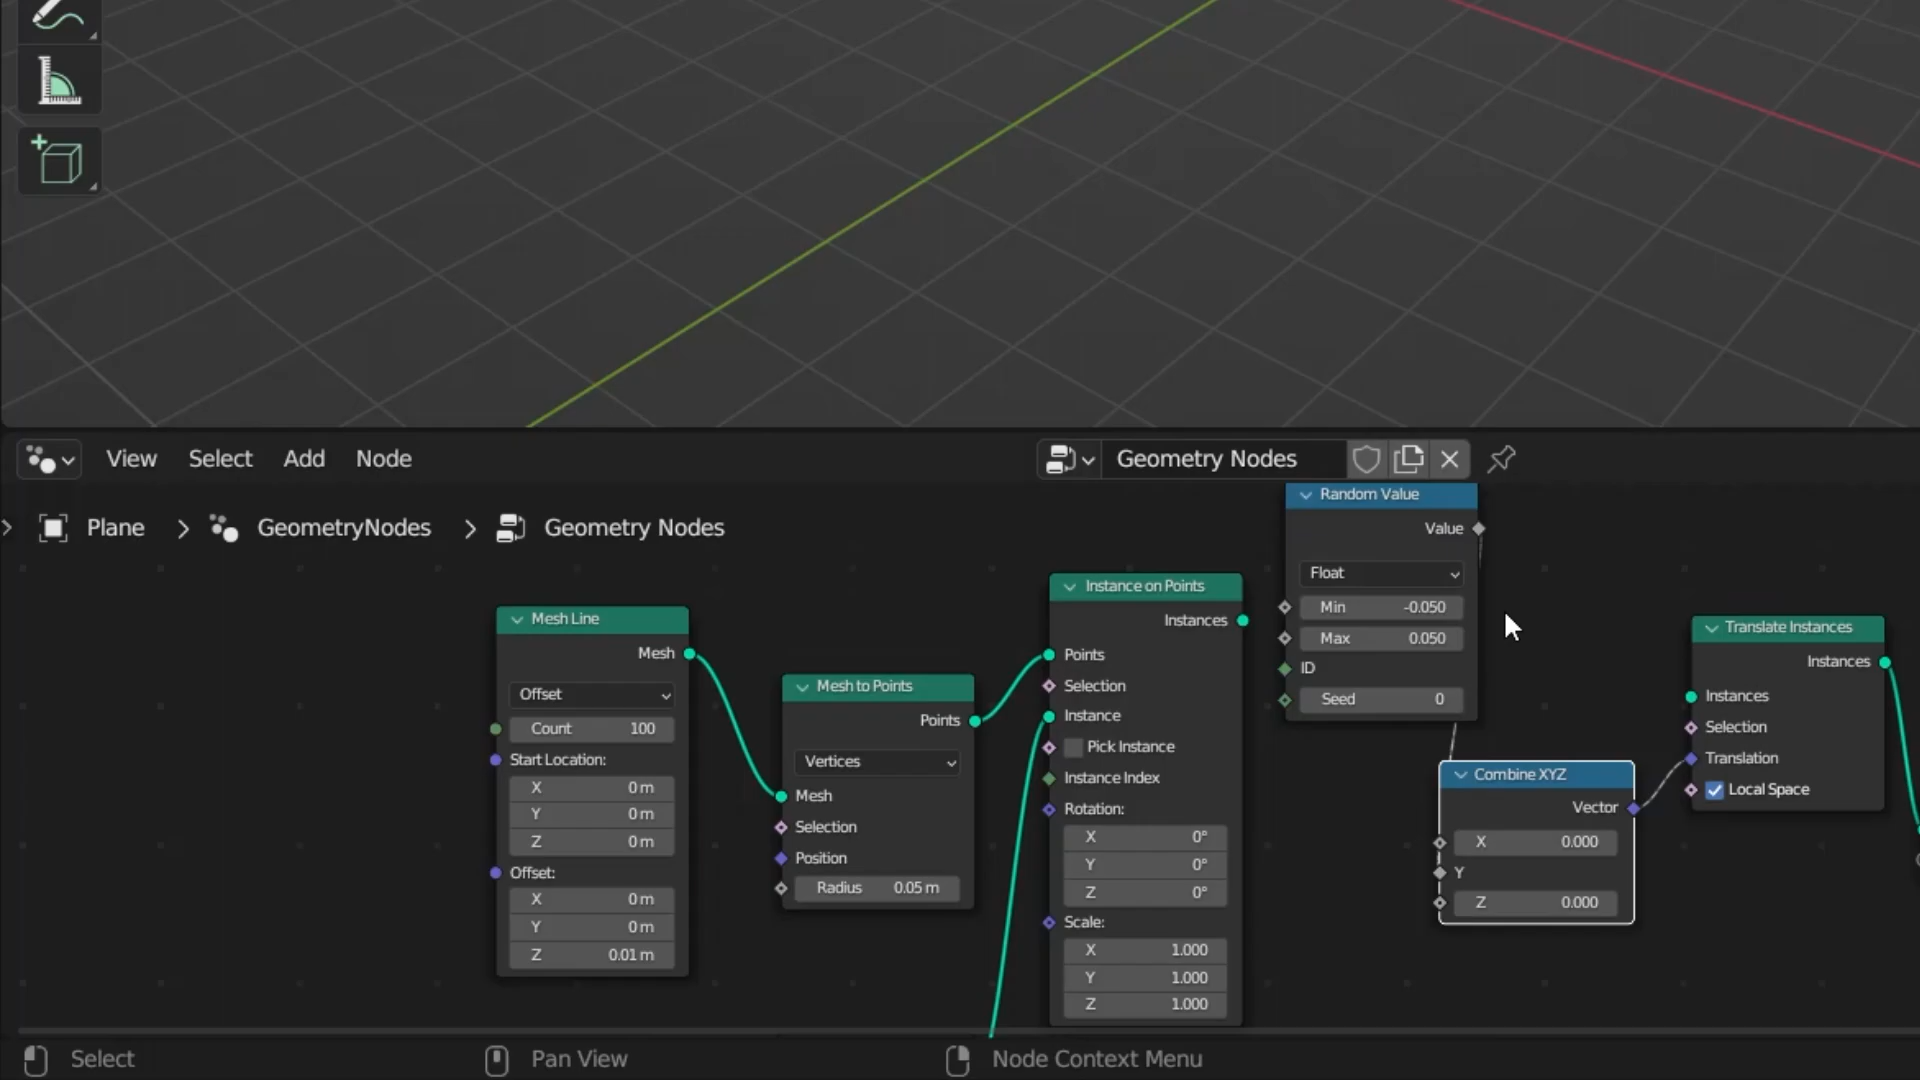 View Select Add Node
Geometry Nodes
Plane > GeometryNodes > Geometry Nodes
Mesh Line
Mesh
Offset
Count 100
Start Location:
X 0 m
Y 0 m
Z 0 m
Offset:
X 0 m
Y 0 m
Z 0.01 m
Mesh to Points
Points
Vertices
Mesh
Selection
Position
Radius 0.05 m
Instance on Points
Instances
Points
Selection
Instance
Pick Instance
Instance Index
Rotation:
X 0°
Y 0°
Z 0°
Scale:
X 1.000
Y 1.000
Z 1.000
Random Value
Value
Float
Min -0.050
Max 0.050
ID
Seed 0
Combine XYZ
Vector
X 0.000
Y
Z 0.000
Translate Instances
Instances
Instances
Selection
Translation
Local Space
Select
Pan View
Node Context Menu